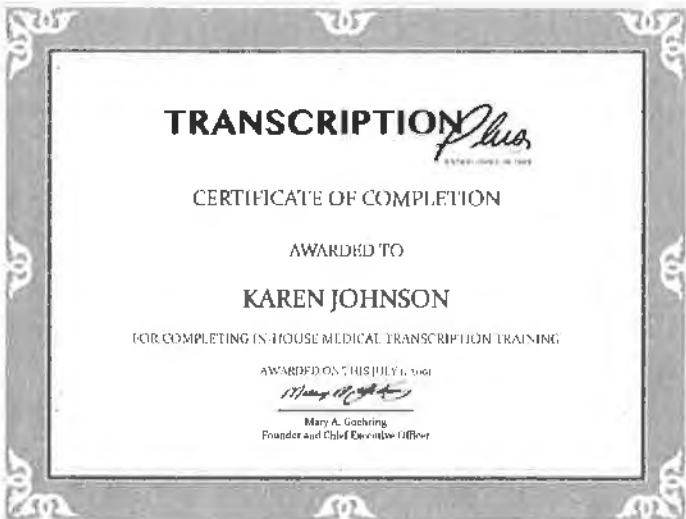 TRANSCRIPTION Plus
CERTIFICATE OF COMPLETION
AWARDED TO
KAREN JOHNSON
FOR COMPLETING IN-HOUSE MEDICAL TRANSCRIPTION TRAINING
AWARDED ON THIS JULY 1,
Mary A. Goehring
Founder and Chief Executive Officer